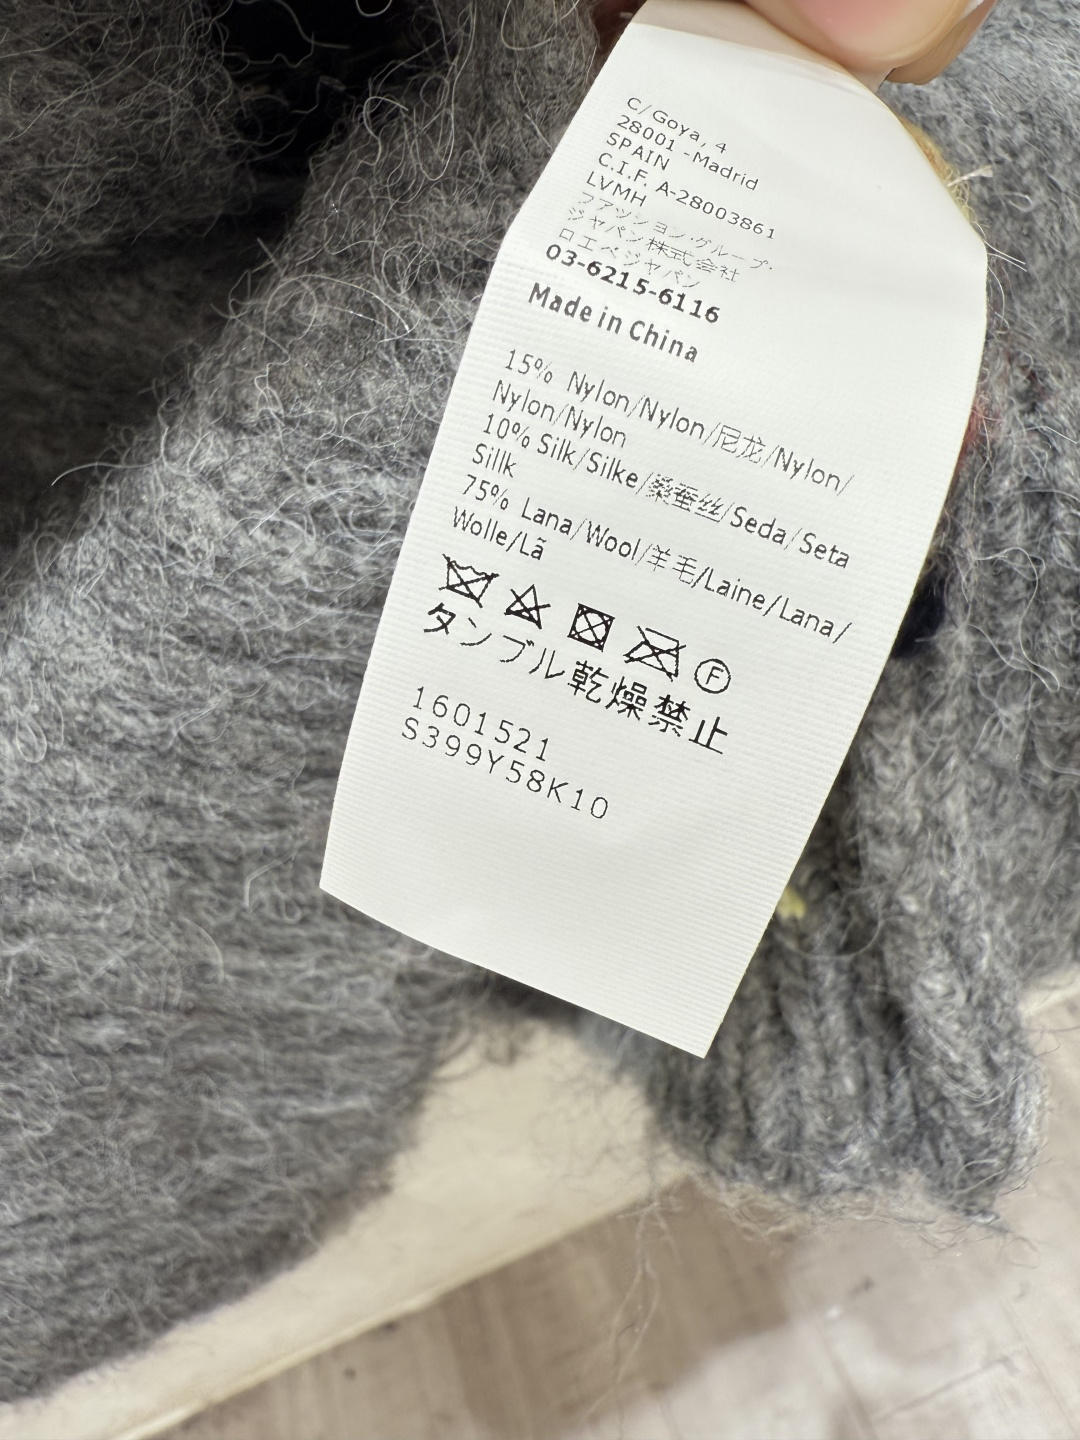 C/Goya, 4
28001 -Madrid
SPAIN
C.I.F. A-28003861
LVMH
ファッション・グループ・
ジャパン株式会社
ロエベジャパン
03-6215-6116
Made in China
15% Nylon/Nylon/尼龙/Nylon/
Nylon/Nylon
10% Silk/Silke/桑蚕丝/Seda/Seta
Sillk
75% Lana/Wool/羊毛/Laine/Lana/
Wolle/Lã
F
タンブル乾燥禁止
1601521
S399Y58K10